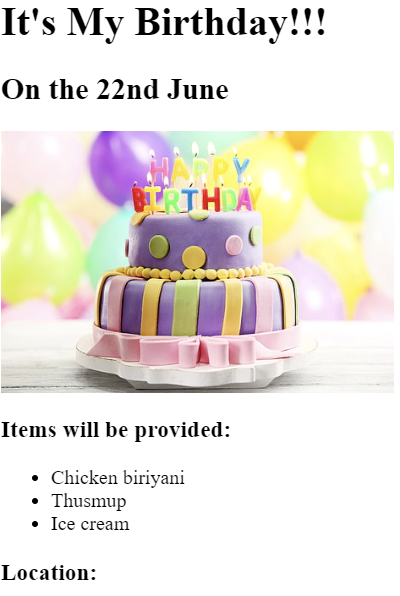 It's My Birthday!!!
On the 22nd June
HAPPY
BIRTHDAY
Items will be provided:
Chicken biriyani
Thusmup
Ice cream
Location: